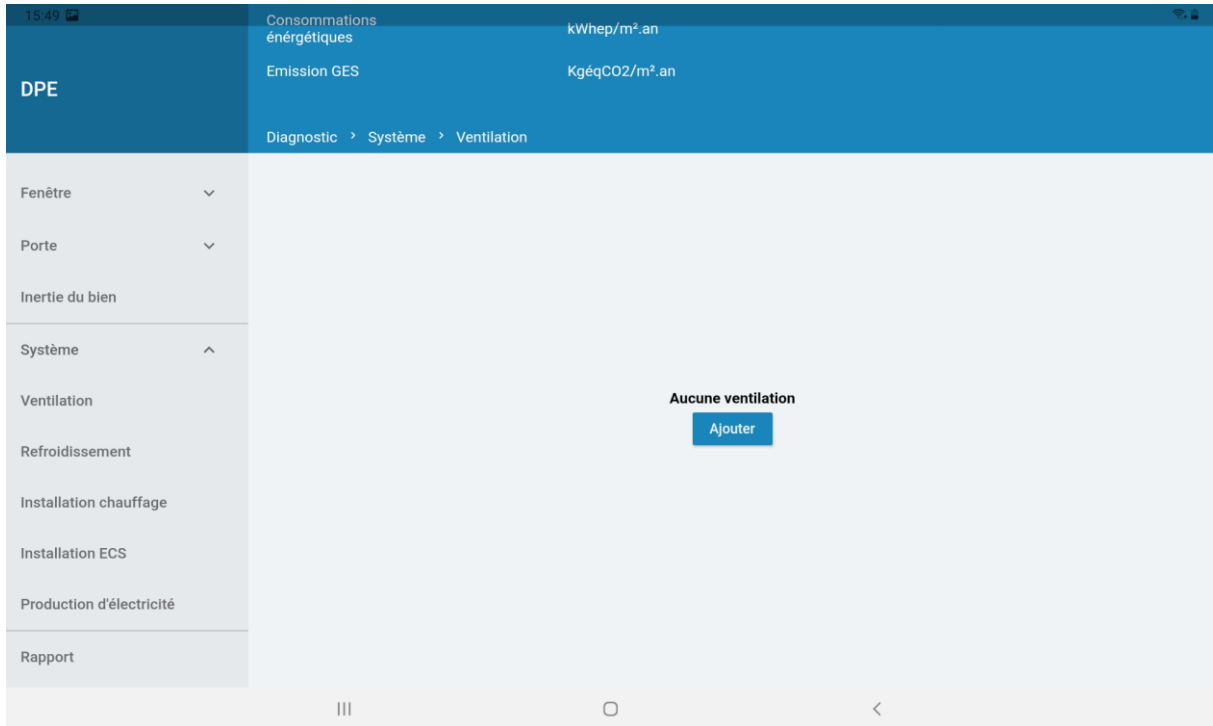 15:49
Consommations
énérgétiques
kWhep/m².an
Emission GES
KgéqCO2/m².an
DPE
Diagnostic > Système > Ventilation
Fenêtre
Porte
Inertie du bien
Système
Ventilation
Aucune ventilation
Ajouter
Refroidissement
Installation chauffage
Installation ECS
Production d'électricité
Rapport